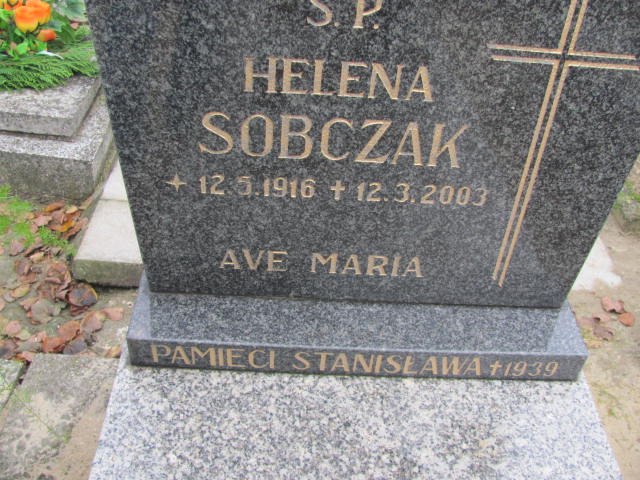 Ś.P.
HELENA
SOBCZAK
12.5.1916 ✝ 12.3.2003
AVE MARIA
PAMIĘCI STANISŁAWA ✝ 1939